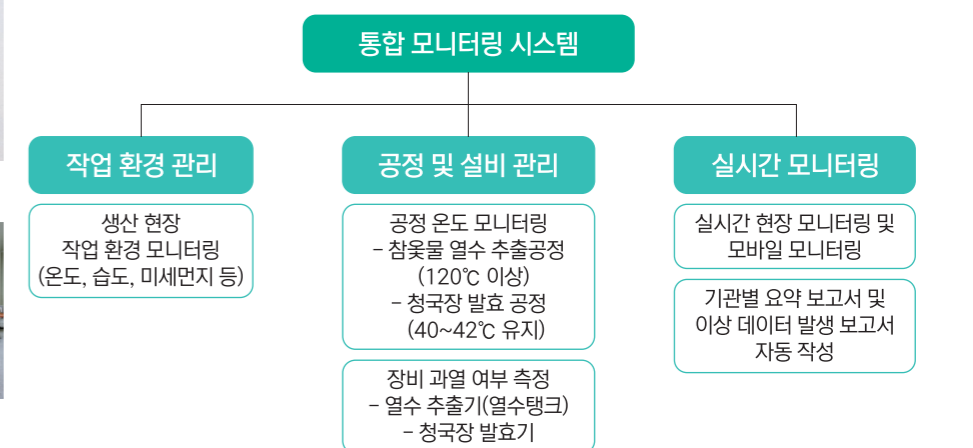 통합 모니터링 시스템
작업 환경 관리
생산 현장
작업 환경 모니터링
(온도, 습도, 미세먼지 등)
공정 및 설비 관리
공정 온도 모니터링
– 참옻물 열수 추출공정
(120℃ 이상)
– 청국장 발효 공정
(40~42℃ 유지)
장비 과열 여부 측정
– 열수 추출기(열수탱크)
– 청국장 발효기
실시간 모니터링
실시간 현장 모니터링 및
모바일 모니터링
기관별 요약 보고서 및
이상 데이터 발생 보고서
자동 작성